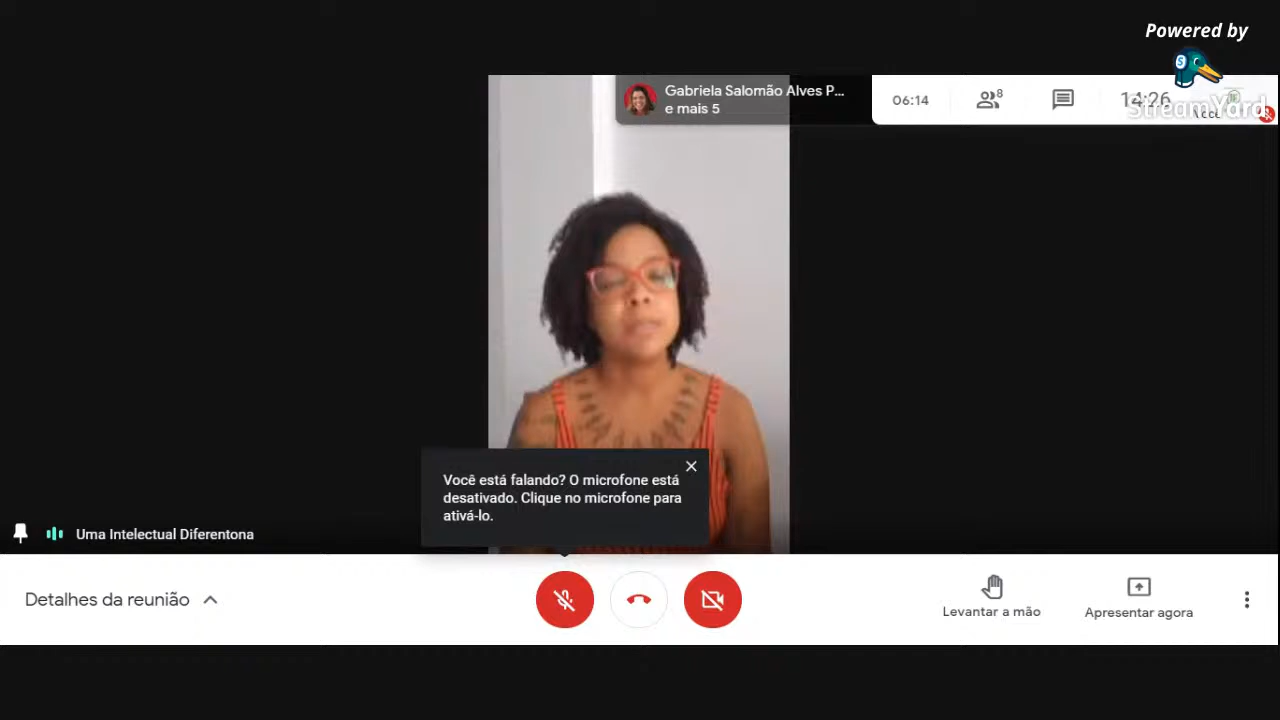 Powered by
StreamYard
Gabriela Salomão Alves P...
e mais 5
06:14
8
14:26
Você
Você está falando? O microfone está
desativado. Clique no microfone para
ativá-lo.
Uma Intelectual Diferentona
Detalhes da reunião
Levantar a mão
Apresentar agora